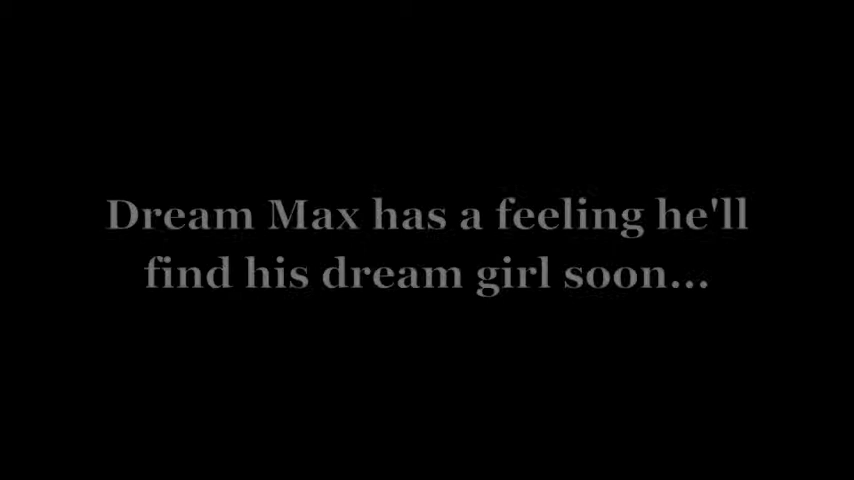 Dream Max has a feeling he'll
find his dream girl soon...